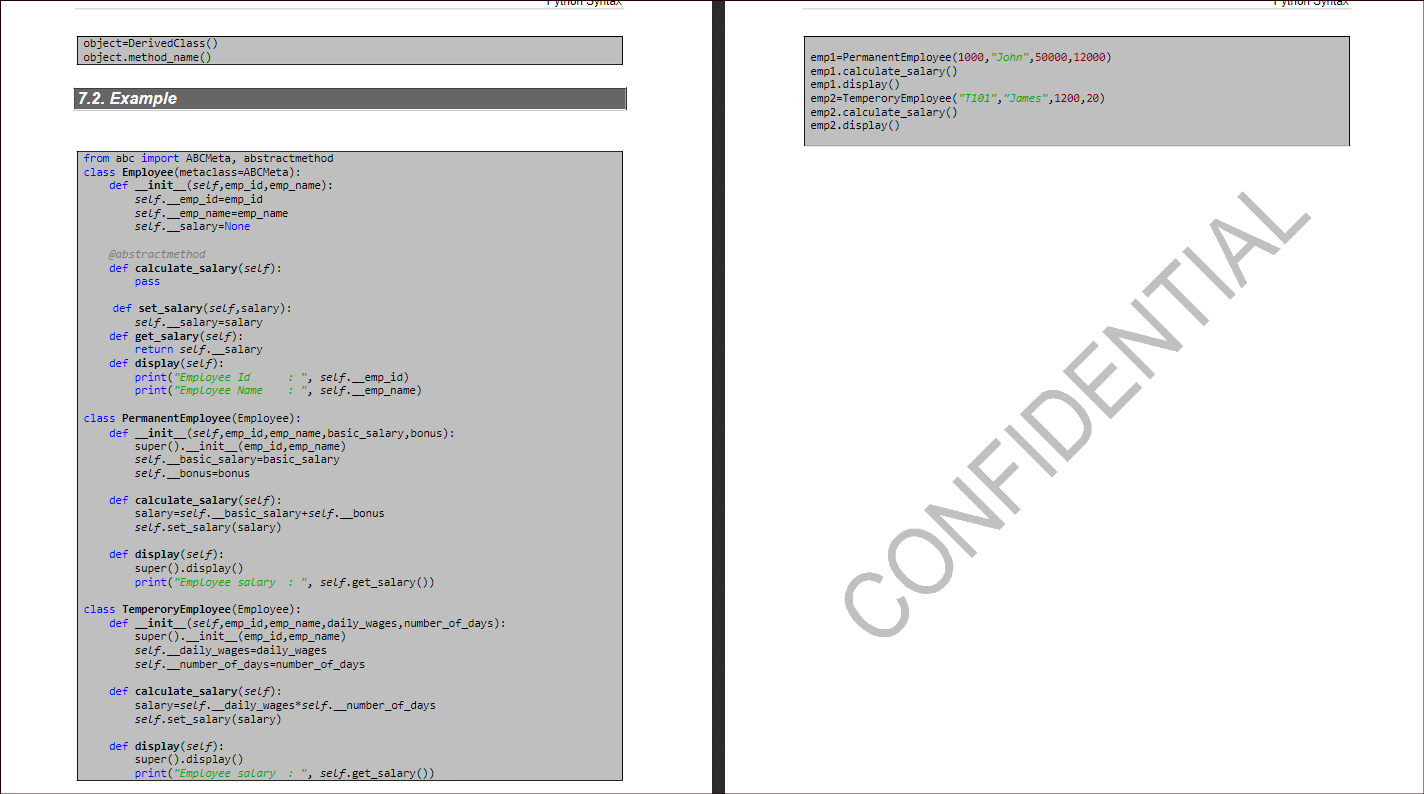 Python Syntax
object=DerivedClass()
object.method_name()
7.2. Example
from abc import ABCMeta, abstractmethod
class Employee(metaclass=ABCMeta):
    def __init__(self,emp_id,emp_name):
        self.__emp_id=emp_id
        self.__emp_name=emp_name
        self.__salary=None
    @abstractmethod
    def calculate_salary(self):
        pass
    def set_salary(self,salary):
        self.__salary=salary
    def get_salary(self):
        return self.__salary
    def display(self):
        print("Employee Id      : ", self.__emp_id)
        print("Employee Name    : ", self.__emp_name)
class PermanentEmployee(Employee):
    def __init__(self,emp_id,emp_name,basic_salary,bonus):
        super().__init__(emp_id,emp_name)
        self.__basic_salary=basic_salary
        self.__bonus=bonus
    def calculate_salary(self):
        salary=self.__basic_salary+self.__bonus
        self.set_salary(salary)
    def display(self):
        super().display()
        print("Employee salary  : ", self.get_salary())
class TemperoryEmployee(Employee):
    def __init__(self,emp_id,emp_name,daily_wages,number_of_days):
        super().__init__(emp_id,emp_name)
        self.__daily_wages=daily_wages
        self.__number_of_days=number_of_days
    def calculate_salary(self):
        salary=self.__daily_wages*self.__number_of_days
        self.set_salary(salary)
    def display(self):
        super().display()
        print("Employee salary  : ", self.get_salary())
Python Syntax
emp1=PermanentEmployee(1000,"John",50000,12000)
emp1.calculate_salary()
emp1.display()
emp2=TemperoryEmployee("T101","James",1200,20)
emp2.calculate_salary()
emp2.display()
CONFIDENTIAL